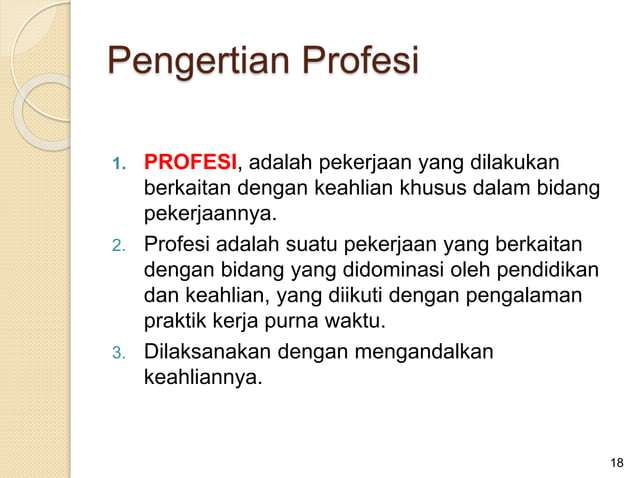 Pengertian Profesi
1. PROFESI, adalah pekerjaan yang dilakukan
berkaitan dengan keahlian khusus dalam bidang
pekerjaannya.
2. Profesi adalah suatu pekerjaan yang berkaitan
dengan bidang yang didominasi oleh pendidikan
dan keahlian, yang diikuti dengan pengalaman
praktik kerja purna waktu.
3. Dilaksanakan dengan mengandalkan
keahliannya.
18